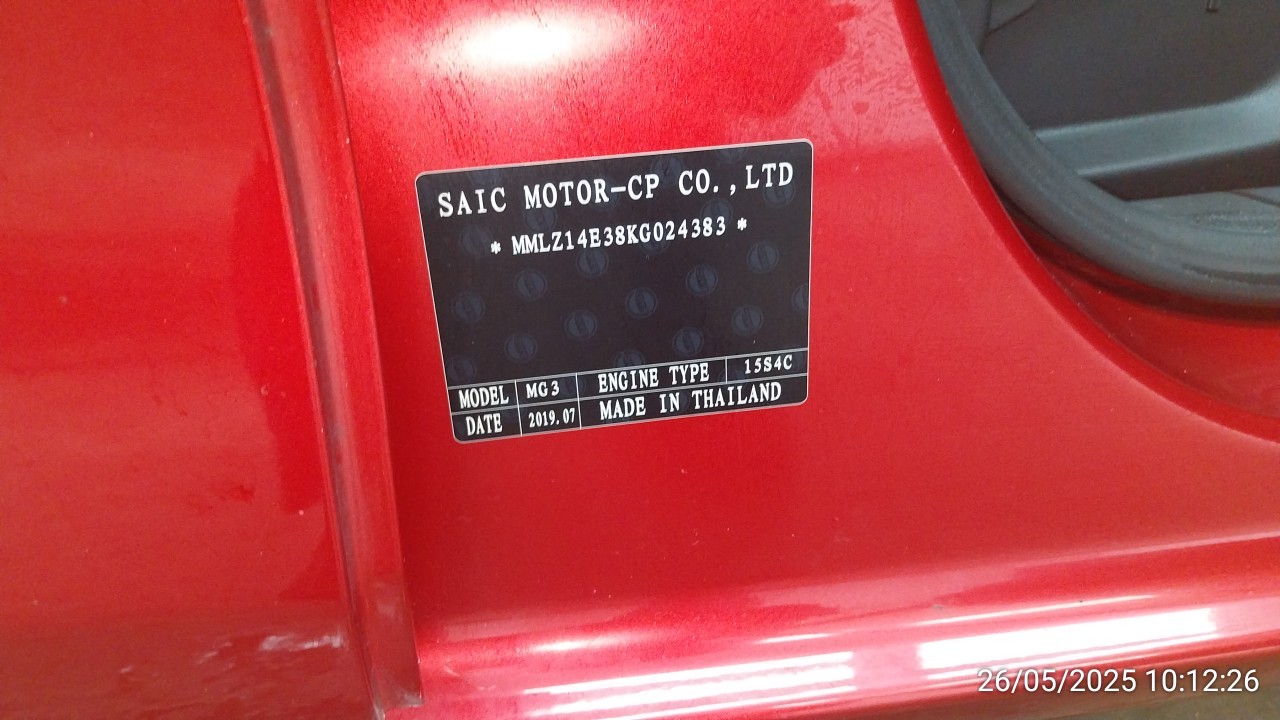 SAIC MOTOR-CP CO.,LTD
* MMLZ14E38KG024383 *
MODEL MG3 ENGINE TYPE 15S4C
DATE 2019.07 MADE IN THAILAND
26/05/2025 10:12:26